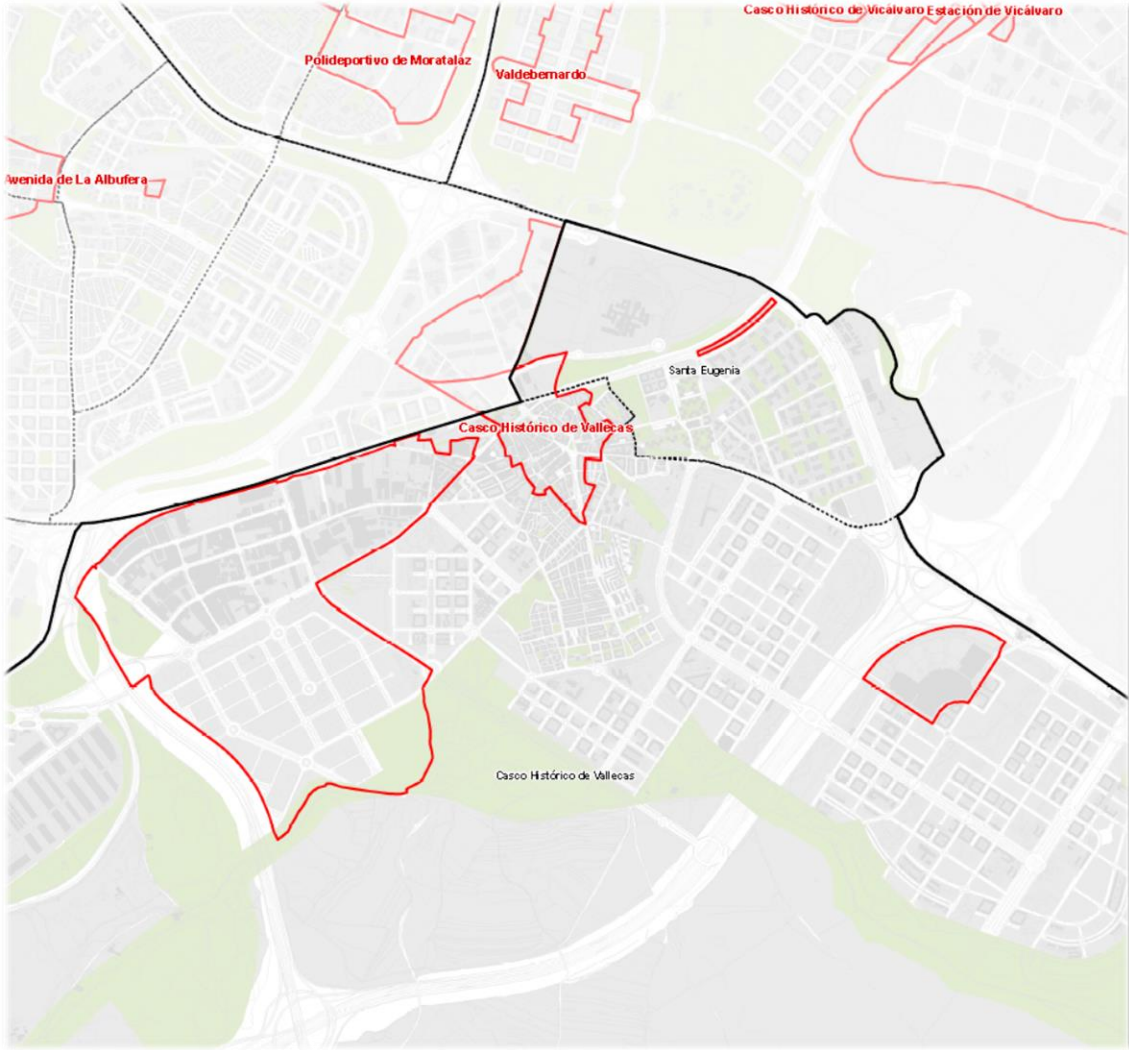 Casco Histórico de Vicálvaro Estación de Vicálvaro
Polideportivo de Moratalaz
Valdebernardo
Avenida de La Albufera
Santa Eugenia
Casco Histórico de Vallecas
Casco Histórico de Vallecas